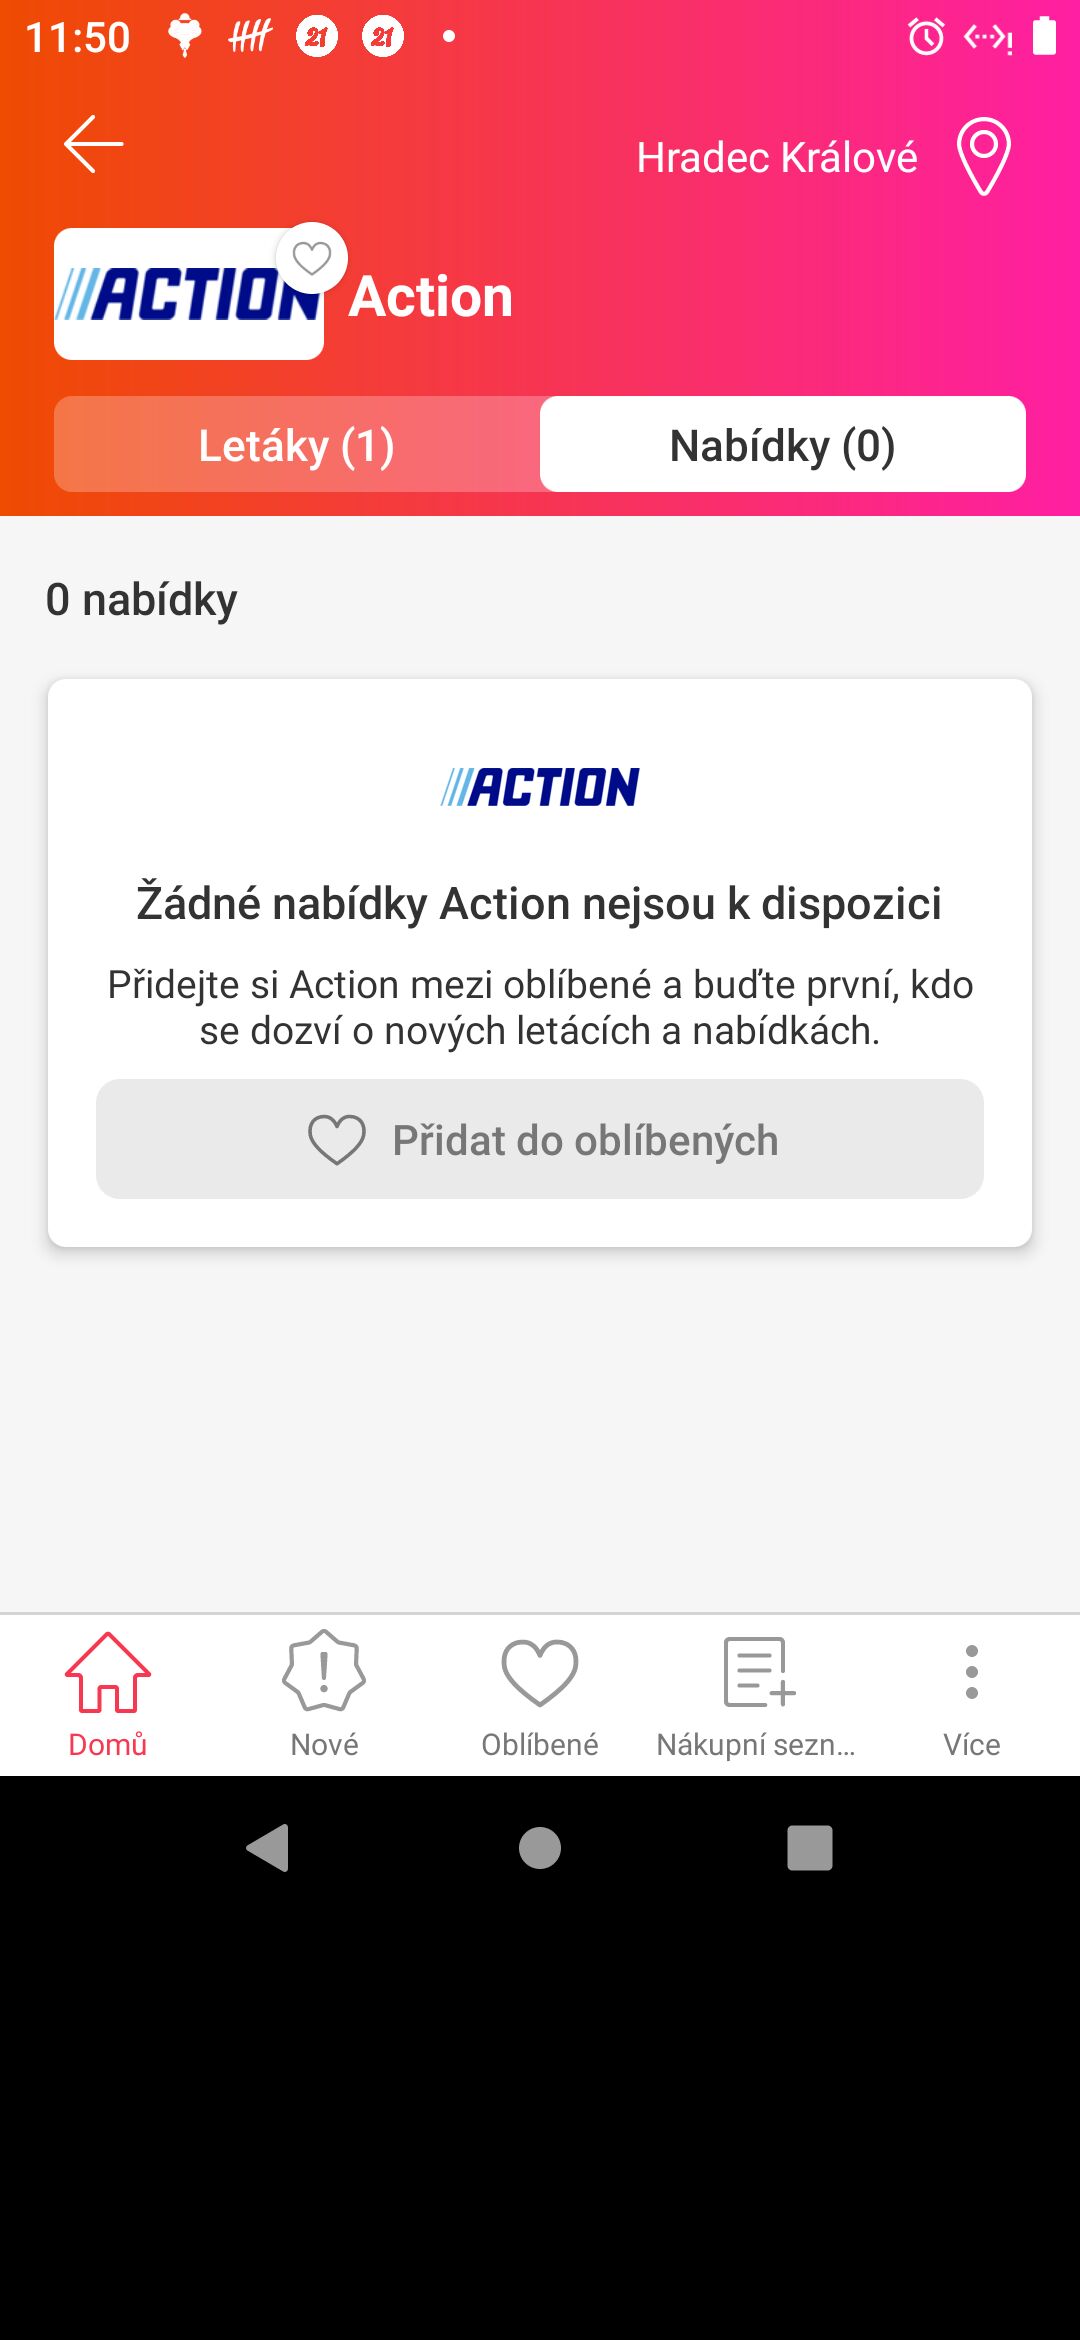 11:50
21
21
Hradec Králové
ACTION
Action
Letáky (1)
Nabídky (0)
0 nabídky
ACTION
Žádné nabídky Action nejsou k dispozici
Přidejte si Action mezi oblíbené a buďte první, kdo
se dozví o nových letácích a nabídkách.
Přidat do oblíbených
Domů
Nové
Oblíbené
Nákupní sezn...
Více